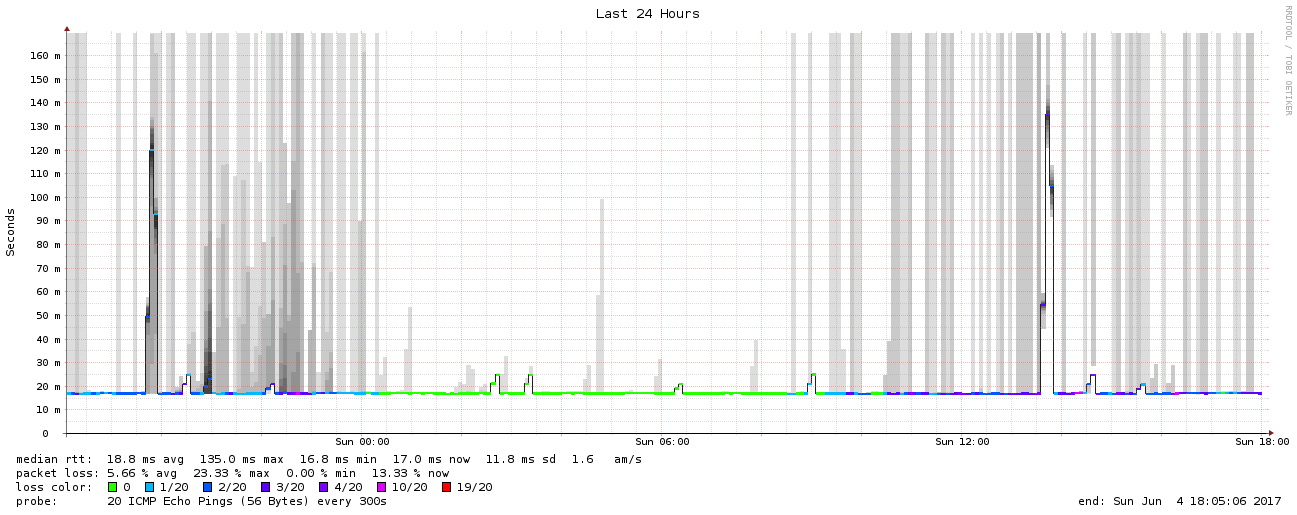 Last 24 Hours
RRDTOOL / TOBI OETIKER
Seconds
160 m
150 m
140 m
130 m
120 m
110 m
100 m
90 m
80 m
70 m
60 m
50 m
40 m
30 m
20 m
10 m
0
Sun 00:00 Sun 06:00 Sun 12:00 Sun 18:00
median rtt: 18.8 ms avg 135.0 ms max 16.8 ms min 17.0 ms now 11.8 ms sd 1.6 am/s
packet loss: 5.66 % avg 23.33 % max 0.00 % min 13.33 % now
loss color: 0 1/20 2/20 3/20 4/20 10/20 19/20
probe: 20 ICMP Echo Pings (56 Bytes) every 300s end: Sun Jun 4 18:05:06 2017